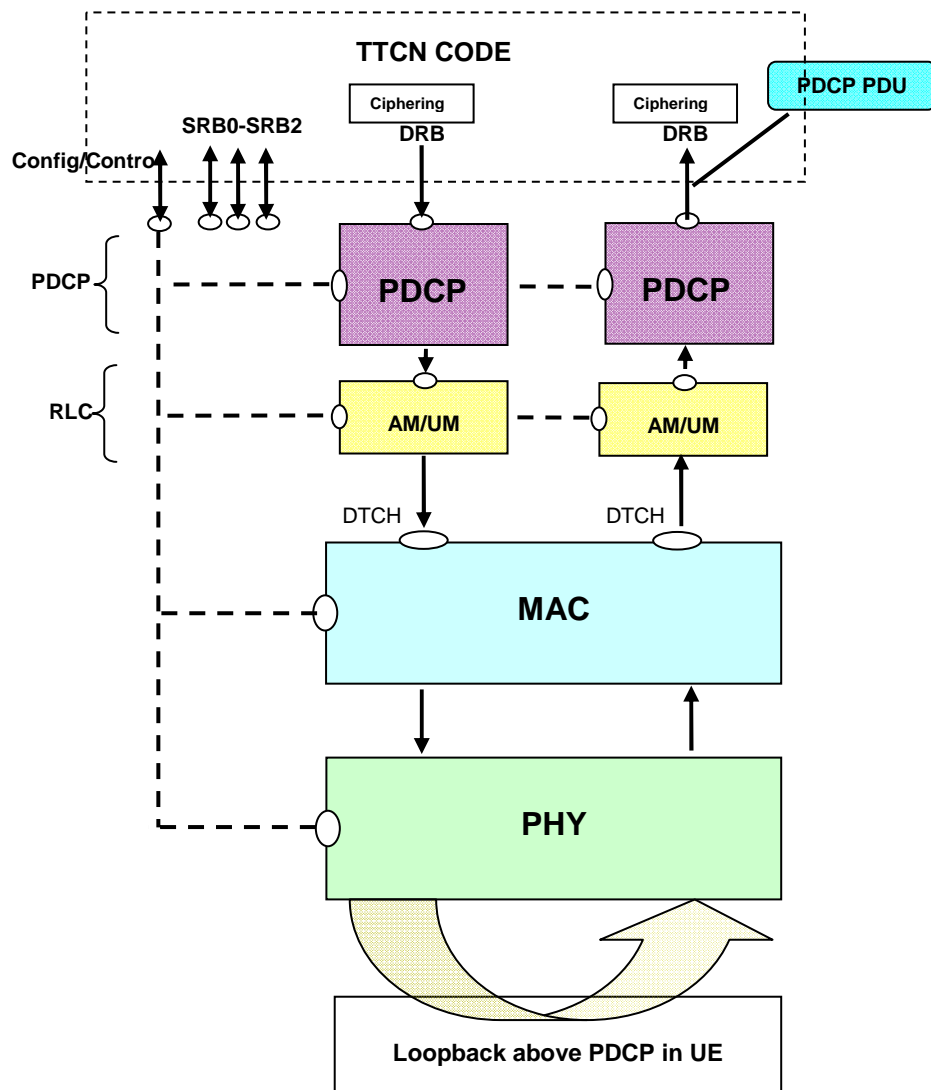 TTCN CODE
PDCP PDU
Ciphering
Ciphering
SRB0-SRB2
DRB
DRB
Config/Contro
PDCP
PDCP
PDCP
RLC
AM/UM
AM/UM
DTCH
DTCH
MAC
PHY
Loopback above PDCP in UE